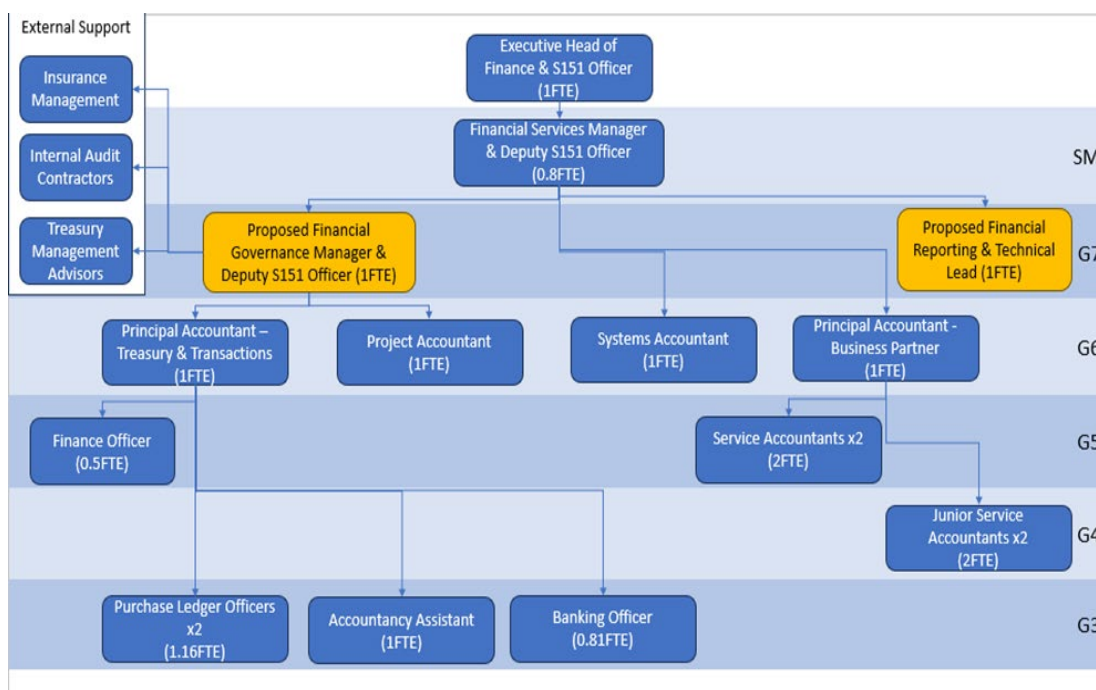 External Support
Insurance
Management
Internal Audit
Contractors
Treasury
Management
Advisors
Executive Head of
Finance & S151 Officer
(1FTE)
Financial Services Manager
& Deputy S151 Officer
(0.8FTE)
SM
Proposed Financial
Governance Manager &
Deputy S151 Officer (1FTE)
Proposed Financial
Reporting & Technical
Lead (1FTE)
G7
Principal Accountant –
Treasury & Transactions
(1FTE)
Project Accountant
(1FTE)
Systems Accountant
(1FTE)
Principal Accountant -
Business Partner
(1FTE)
G6
Finance Officer
(0.5FTE)
Service Accountants x2
(2FTE)
G5
Junior Service
Accountants x2
(2FTE)
G4
Purchase Ledger Officers
x2
(1.16FTE)
Accountancy Assistant
(1FTE)
Banking Officer
(0.81FTE)
G3